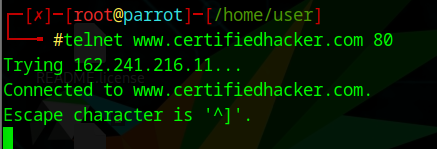 [✗]─[root@parrot]─[/home/user]
#telnet www.certifiedhacker.com 80
Trying 162.241.216.11...
Connected to www.certifiedhacker.com.
Escape character is '^]'.